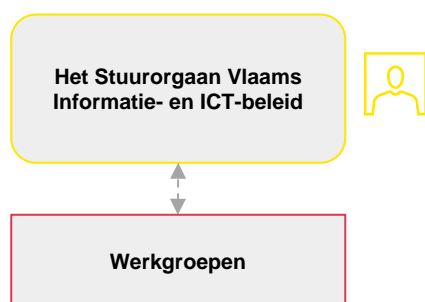 Het Stuurorgaan Vlaams
Informatie- en ICT-beleid
Werkgroepen